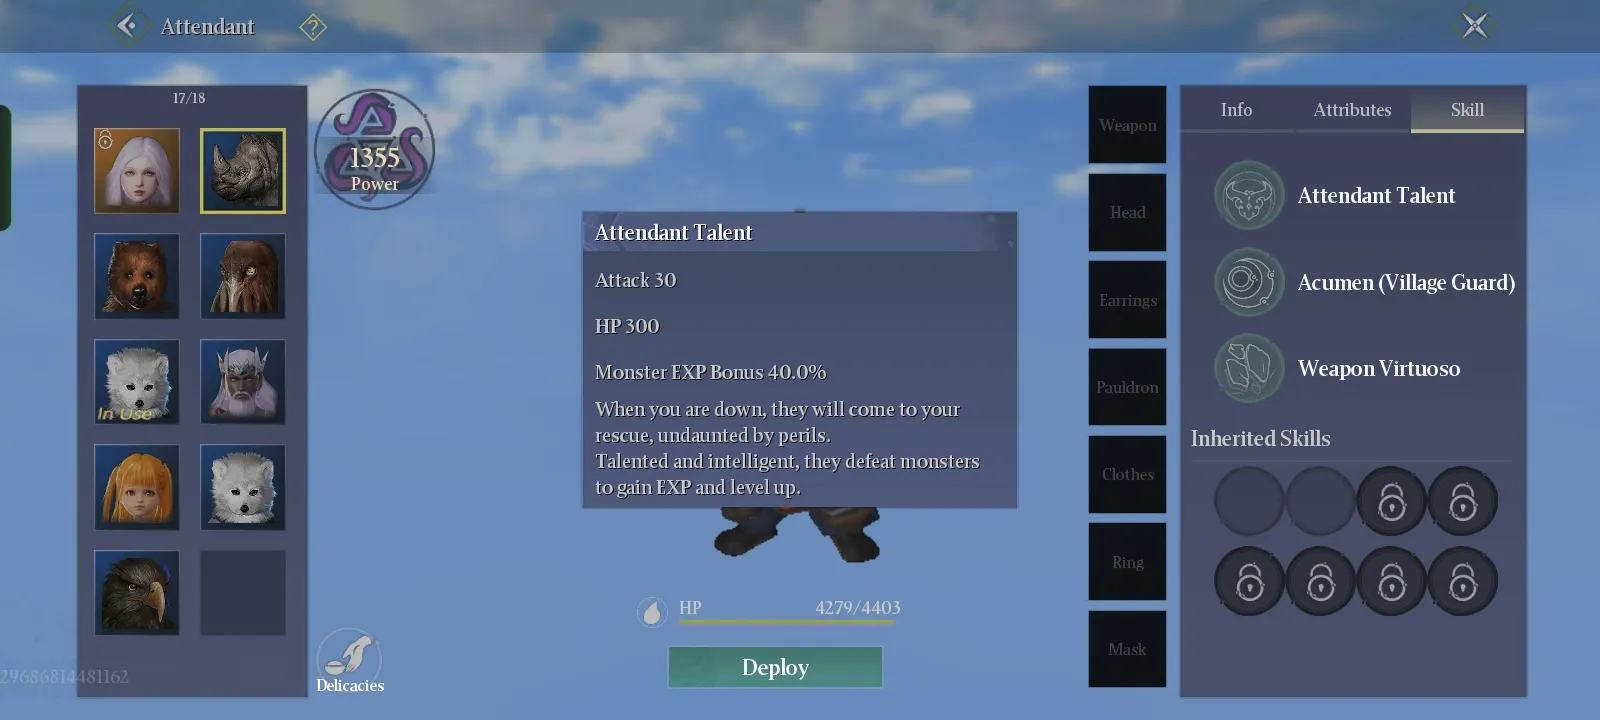 Attendant
?
17/18
In Use
1355
Power
Attendant Talent
Attack 30
HP 300
Monster EXP Bonus 40.0%
When you are down, they will come to your
rescue, undaunted by perils.
Talented and intelligent, they defeat monsters
to gain EXP and level up.
HP 4279/4403
Deploy
Delicacies
29686814481162
Weapon
Head
Earrings
Pauldron
Clothes
Ring
Mask
Info Attributes Skill
Attendant Talent
Acumen (Village Guard)
Weapon Virtuoso
Inherited Skills